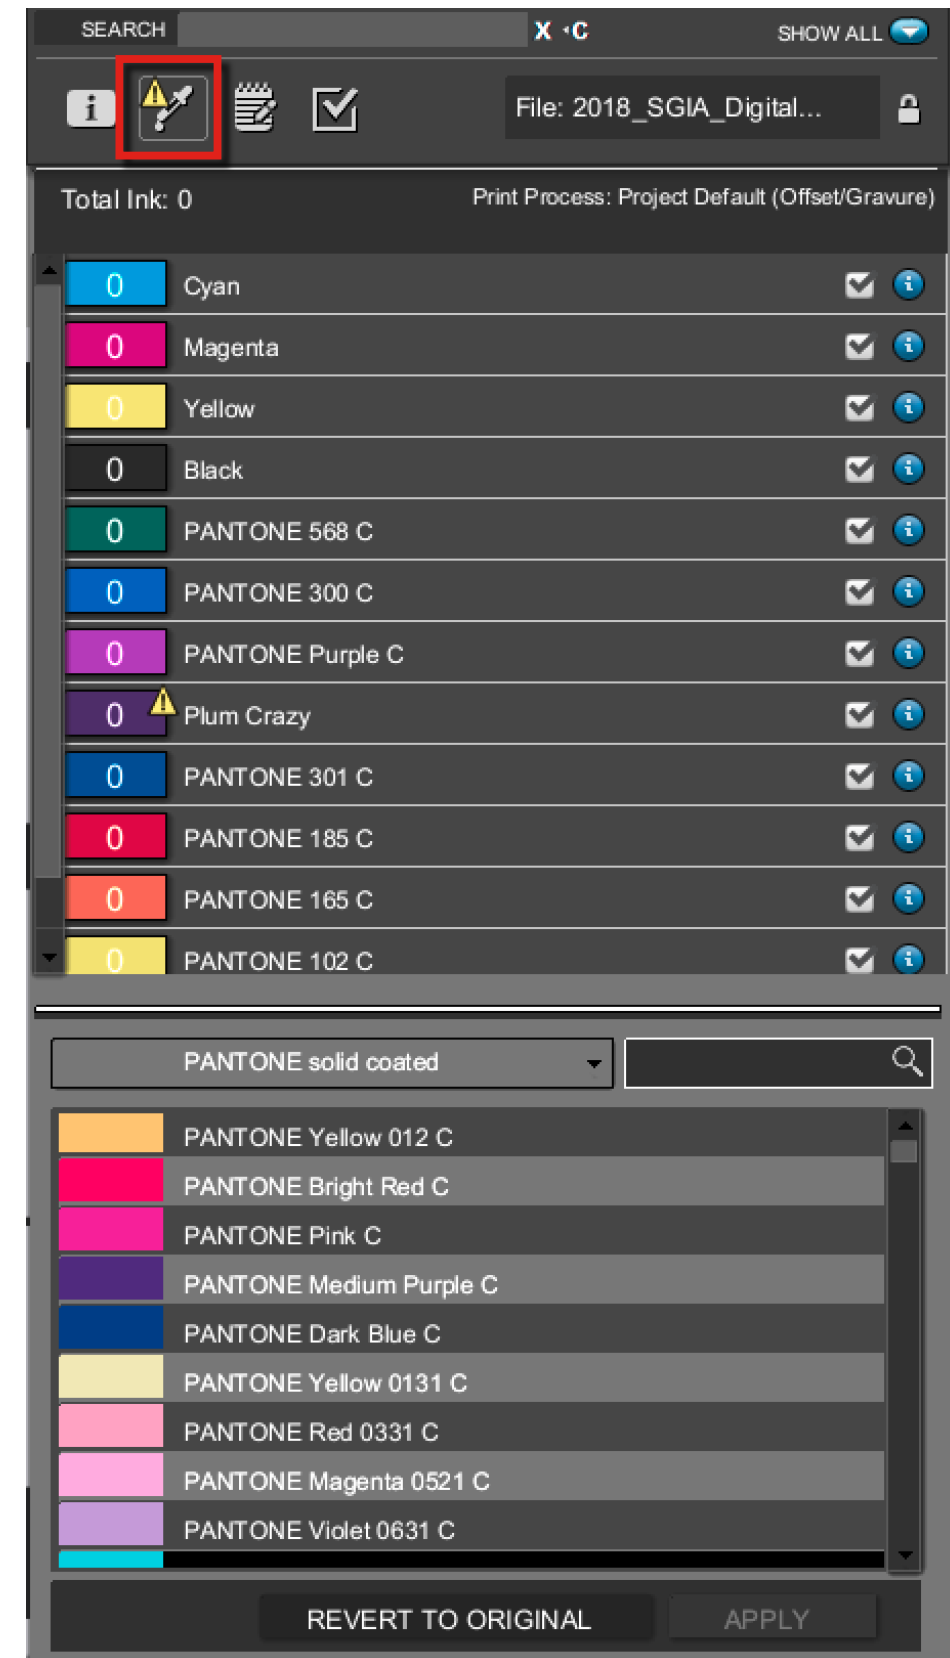 SEARCH X C SHOW ALL
i File: 2018_SGIA_Digital...
Total Ink: 0 Print Process: Project Default (Offset/Gravure)
0 Cyan i
0 Magenta i
0 Yellow i
0 Black i
0 PANTONE 568 C i
0 PANTONE 300 C i
0 PANTONE Purple C i
0 Plum Crazy i
0 PANTONE 301 C i
0 PANTONE 185 C i
0 PANTONE 165 C i
0 PANTONE 102 C i
PANTONE solid coated
PANTONE Yellow 012 C
PANTONE Bright Red C
PANTONE Pink C
PANTONE Medium Purple C
PANTONE Dark Blue C
PANTONE Yellow 0131 C
PANTONE Red 0331 C
PANTONE Magenta 0521 C
PANTONE Violet 0631 C
REVERT TO ORIGINAL APPLY